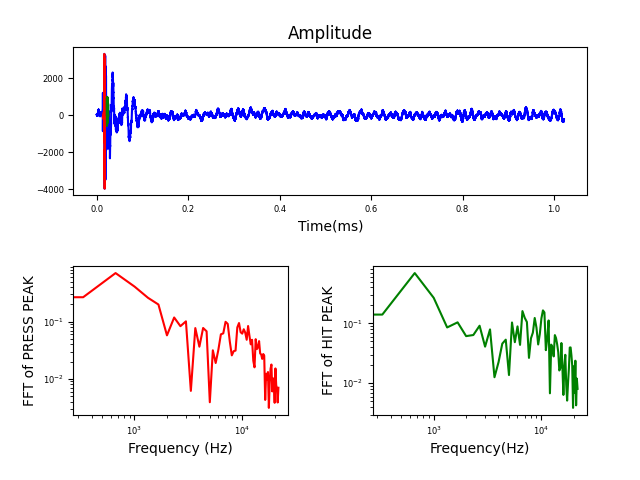 Amplitude
2000
0
−2000
−4000
0.0 0.2 0.4 0.6 0.8 1.0
Time(ms)
FFT of PRESS PEAK
10⁻¹
10⁻²
10³ 10⁴
Frequency (Hz)
FFT of HIT PEAK
10⁻¹
10⁻²
10³ 10⁴
Frequency(Hz)